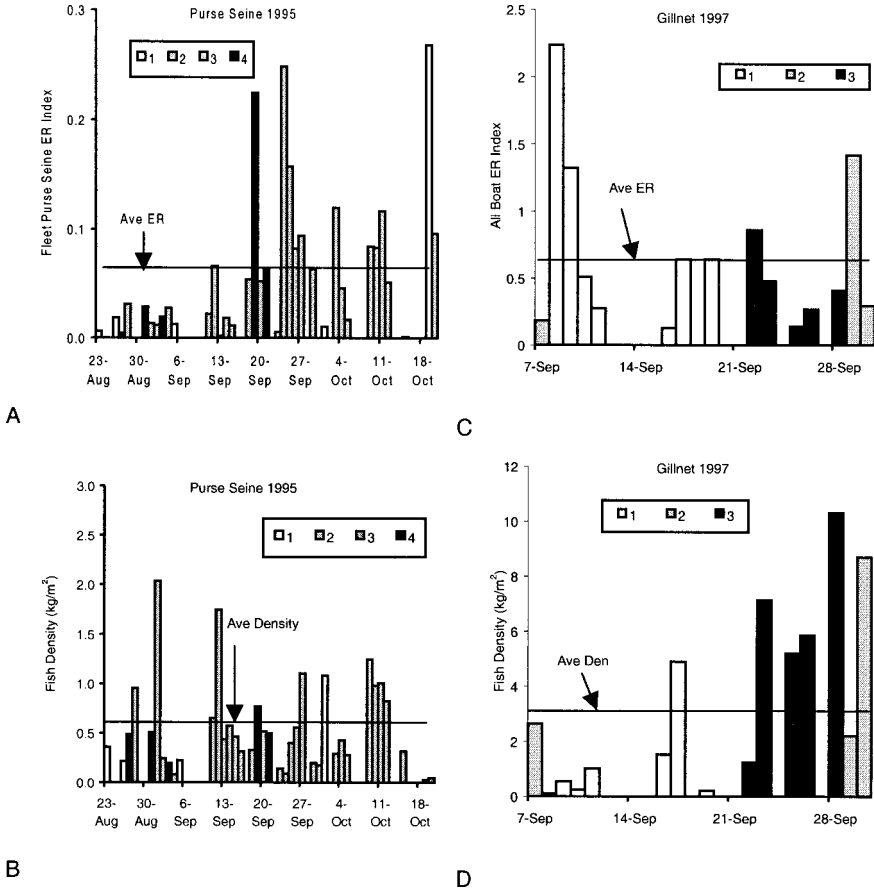 Purse Seine 1995
Fleet Purse Seine ER Index
0.3
0.2
0.1
0.0
1 2 3 4
Ave ER
23- 30- 6- 13- 20- 27- 4- 11- 18-
Aug Aug Sep Sep Sep Sep Oct Oct Oct
A
Gillnet 1997
All Boat ER Index
2.5
2
1.5
1
0.5
0
1 2 3
Ave ER
7-Sep 14-Sep 21-Sep 28-Sep
C
Purse Seine 1995
Fish Density (kg/m²)
3.0
2.5
2.0
1.5
1.0
0.5
0.0
1 2 3 4
Ave Density
23- 30- 6- 13- 20- 27- 4- 11- 18-
Aug Aug Sep Sep Sep Sep Oct Oct Oct
B
Gillnet 1997
Fish Density (kg/m²)
12
10
8
6
4
2
0
1 2 3
Ave Den
7-Sep 14-Sep 21-Sep 28-Sep
D